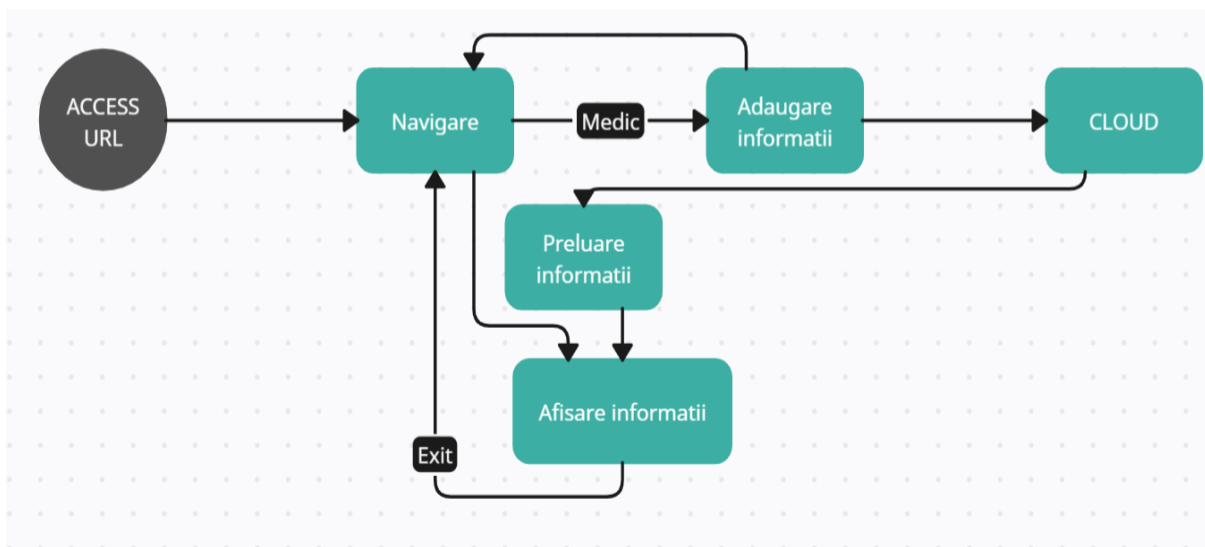 ACCESS
URL
Navigare
Medic
Adaugare
informatii
CLOUD
Preluare
informatii
Afisare informatii
Exit